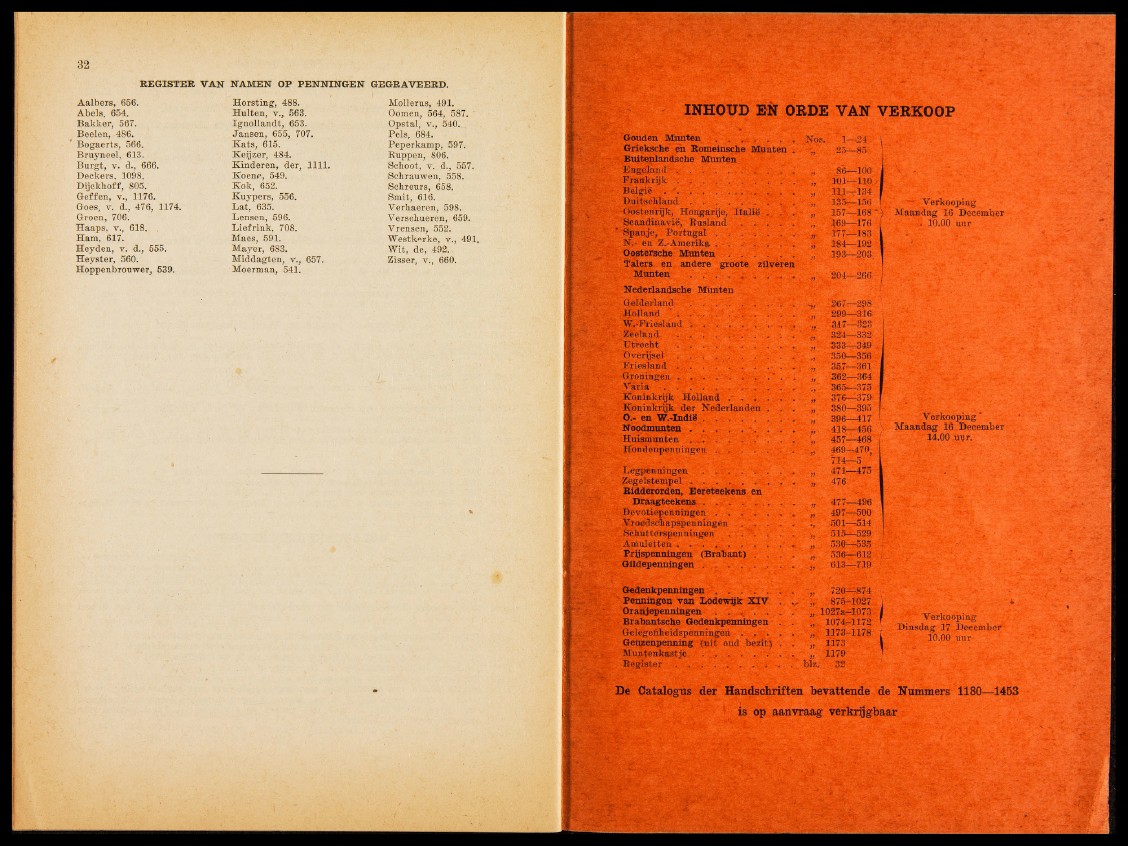 32
REGISTER VAN NAMEN OP PENNINGEN GEGRAVEERD.
Aalbers, 656.
Abels, 654.
Bakker, 567.
Beelen, 486.
Bogaerts, 566.
Bruyneel, 613.
Burgt, v. d., 666.
Deckers, 1098.
Dijckhoff, 805.
Geffen, v., 1176.
Goes, v. d., 476, 1174.
Groen, 706.
Haaps, v., 618.
Ham, 617.
Heyden, v. d., 555.
Heyster, 560.
Hoppenbrouwer, 539.
Horsting, 488.
Hulten, v., 563.
Ignollandt, 653.
Jansen, 655, 707.
Kats, 615.
Keijzer, 484.
Kinderen, der, 1111.
Koene, 549.
Kok, 652.
Kuypers, 556.
Lat, 635.
Lensen, 596.
Liefrink, 708.
Maes, 591.
Mayer, 683.
Middagten, v., 657.
Moerman, 541.
Mollerus, 491.
Oomen, 564, 587.
Opstal, v., 540.
Pels, 684.
Peperkamp, 597.
Ruppen, 806.
Schoot, v. d., 557.
Schrauwen, 558.
Schreurs, 658.
Smil, 616.
Verhaeren, 598.
Verschueren, 659.
Vrensen, 552.
Westkerke, v., 491.
Wit, de, 492.
Zisser, v., 660.
INHOUD EN ORDE VAN VERKOOP
Gouden Munten . . . . . . . . Nos. 1—24
Grieksche en Romeinsche Munten . „ 25—85
Buitenlandsche Munten
Engeland . . . . . . . . . . „ 86—100
Frankrijk . . . . . . . . . . „ 101—110
België . . . . . . . . . . . „ 111—134
Duitschland . . . . . . . . . „ 135—156
Oostenrijk, Hongarije, Italië . . . „ 157—168
Scandinavië, Rusland . . . . . „ 169—176
Spanje, Portugal . . . . . . . „ 177—183
N.- en Z.-Amerika . . . . . . . „ 184—192
Oostersche Munten . . . . . . „ 193—203
Talers en andere groote zilveren
Munten . . . . . . . . . . „ 204—266
Verkooping
Maandag 16 December
10.00 uur
Nederlandsche Munten
Gelderland . . . . . . . . . „ 267—298
Holland . . . . . . . . . . „ 299—316
W.-Friesland . . . . . . . . . „ 317—323
Zeeland . . . . . . . . . . „ 324—332
Utrecht . . . . . . . . . . „ 333—349
Overijsel . . . . . . . . . . „ 350—356
Friesland . . . . . . . . . . „ 357—361
Groningen . . . . . . . . . . „ 362—364
Varia . . . . . . . . . . . „ 365—375
Koninkrijk Holland . . . . . . „ 376—379
Koninkrijk der Nederlanden . . . „ 380—395
O.- en W.-Indië . . . . . . . . „ 396—417
Noodmunten . . . . . . . . . „ 418—456
Huismunten . . . . . . . . . „ 457—468
Hondenpenningen . . . . . . . „ 469—470,
714—5
Legpenningen . . . . . . . . „ 471—475
Zegelstempel . . . . . . . . . „ 476
Ridderorden, Eereteekens en
Draagteekens . . . . . . . . „ 477—496
Devotiepenningen . . . . . . . „ 497—500
Vroedschapspenningen . . . . . „ 501—514
Schutterspenningen . . . . . . „ 515—529
Amuletten . . . . . . . . . . „ 530—535
Prijspenningen (Brabant) . . . . „ 536—612
Gildepenningen . . . . . . . . „ 613—719
Verkooping
Maandag 16 December
14.00 uur.
Gedenkpenningen . . . . . . . „ 720—874
Penningen van Lodewijk XIV . . „ 875-1027
Oranjepenningen . . . . . . . „ 1027a-1073
Brabantsche Gedenkpenningen . . „ 1074-1172
Gelegenheidspenningen . . . . . „ 1173-1178
Geuzenpenning (uit oud bezit) . . „ 1173
Muntenkastje . . . . . . . . „ 1179
Register . . . . . . . . . . blz. 32
Verkooping
Dinsdag 17 December
10.00 uur
De Catalogus der Handschriften bevattende de Nummers 1180—1453
is op aanvraag verkrijgbaar